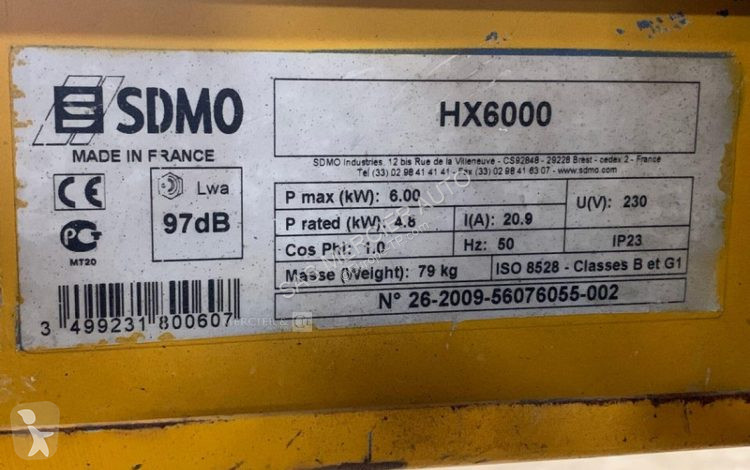 SDMO
MADE IN FRANCE
HX6000
SDMO Industries, 12 bis Rue de la Villeneuve - CS92848 - 29228 Brest - cedex 2 - France
Tel (33) 02 98 41 41 41 - Fax (33) 02 98 41 63 07 - www.sdmo.com
CE
Lwa
97dB
MT20
P max (kW): 6.00
U(V): 230
P rated (kW): 4.8
I(A): 20.9
Cos Phi: 1.0
Hz: 50
IP23
Masse (Weight): 79 kg
ISO 8528 - Classes B et G1
N° 26-2009-56076055-002
3 499231 800607